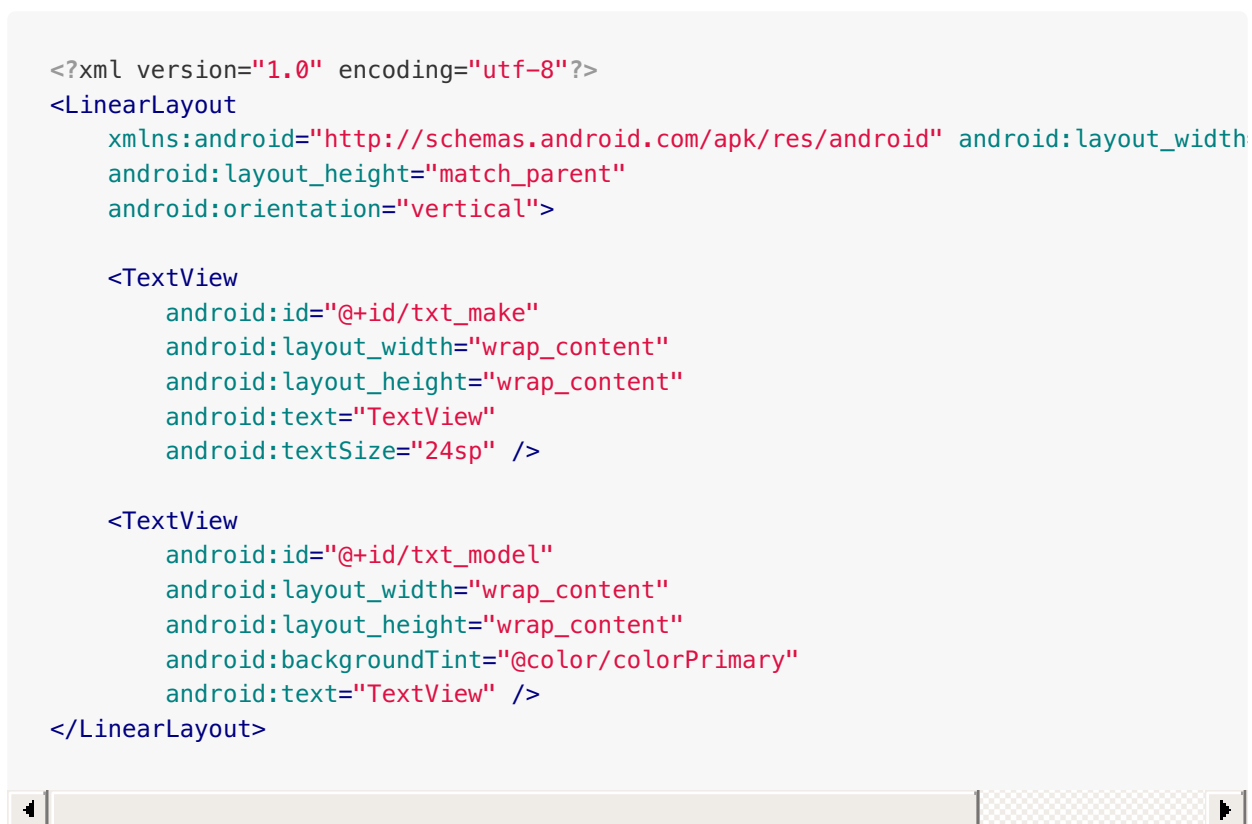 <?xml version="1.0" encoding="utf-8"?>
<LinearLayout
    xmlns:android="http://schemas.android.com/apk/res/android" android:layout_width=
    android:layout_height="match_parent"
    android:orientation="vertical">

    <TextView
        android:id="@+id/txt_make"
        android:layout_width="wrap_content"
        android:layout_height="wrap_content"
        android:text="TextView"
        android:textSize="24sp" />

    <TextView
        android:id="@+id/txt_model"
        android:layout_width="wrap_content"
        android:layout_height="wrap_content"
        android:backgroundTint="@color/colorPrimary"
        android:text="TextView" />
</LinearLayout>